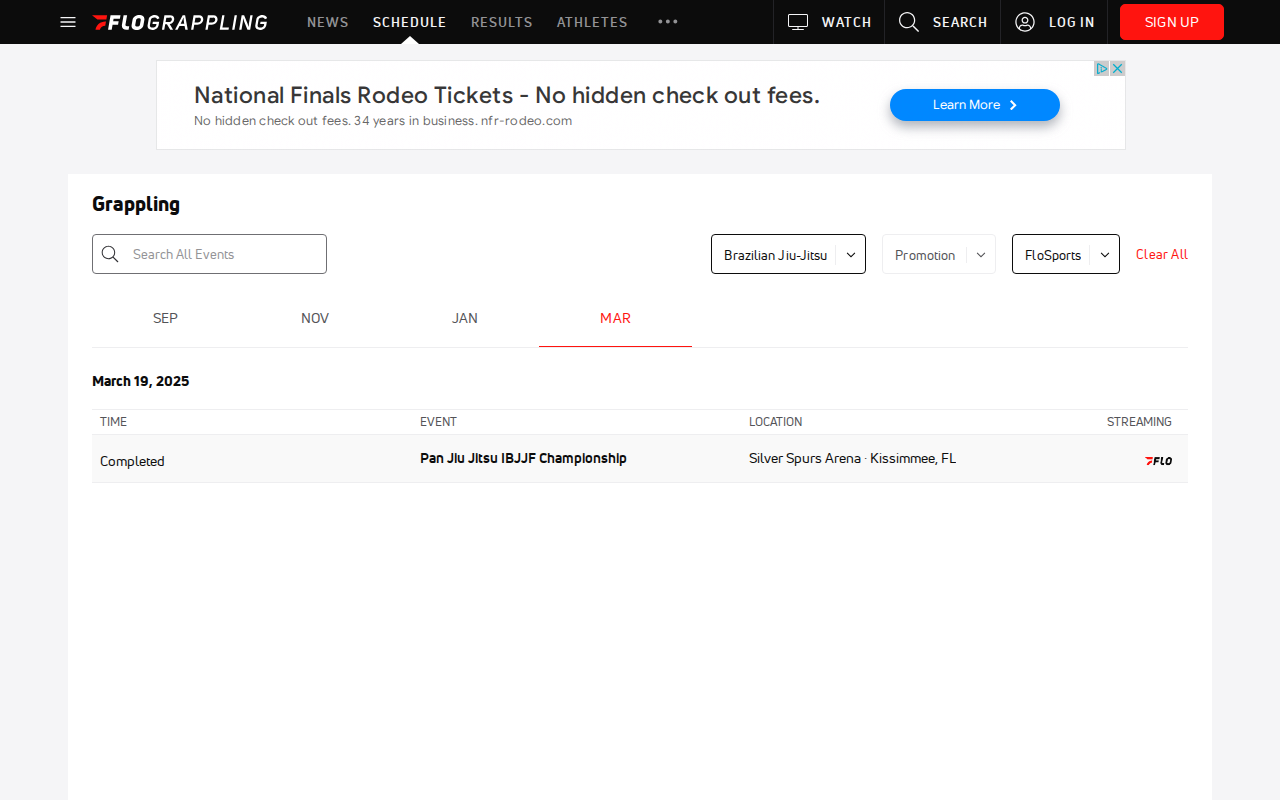 FLOGRAPPLING NEWS SCHEDULE RESULTS ATHLETES WATCH SEARCH LOG IN SIGN UP
National Finals Rodeo Tickets - No hidden check out fees.
No hidden check out fees. 34 years in business. nfr-rodeo.com
Learn More
Grappling
Search All Events Brazilian Jiu-Jitsu Promotion FloSports Clear All
SEP NOV JAN MAR
March 19, 2025
TIME EVENT LOCATION STREAMING
Completed Pan Jiu Jitsu IBJJF Championship Silver Spurs Arena · Kissimmee, FL FLO